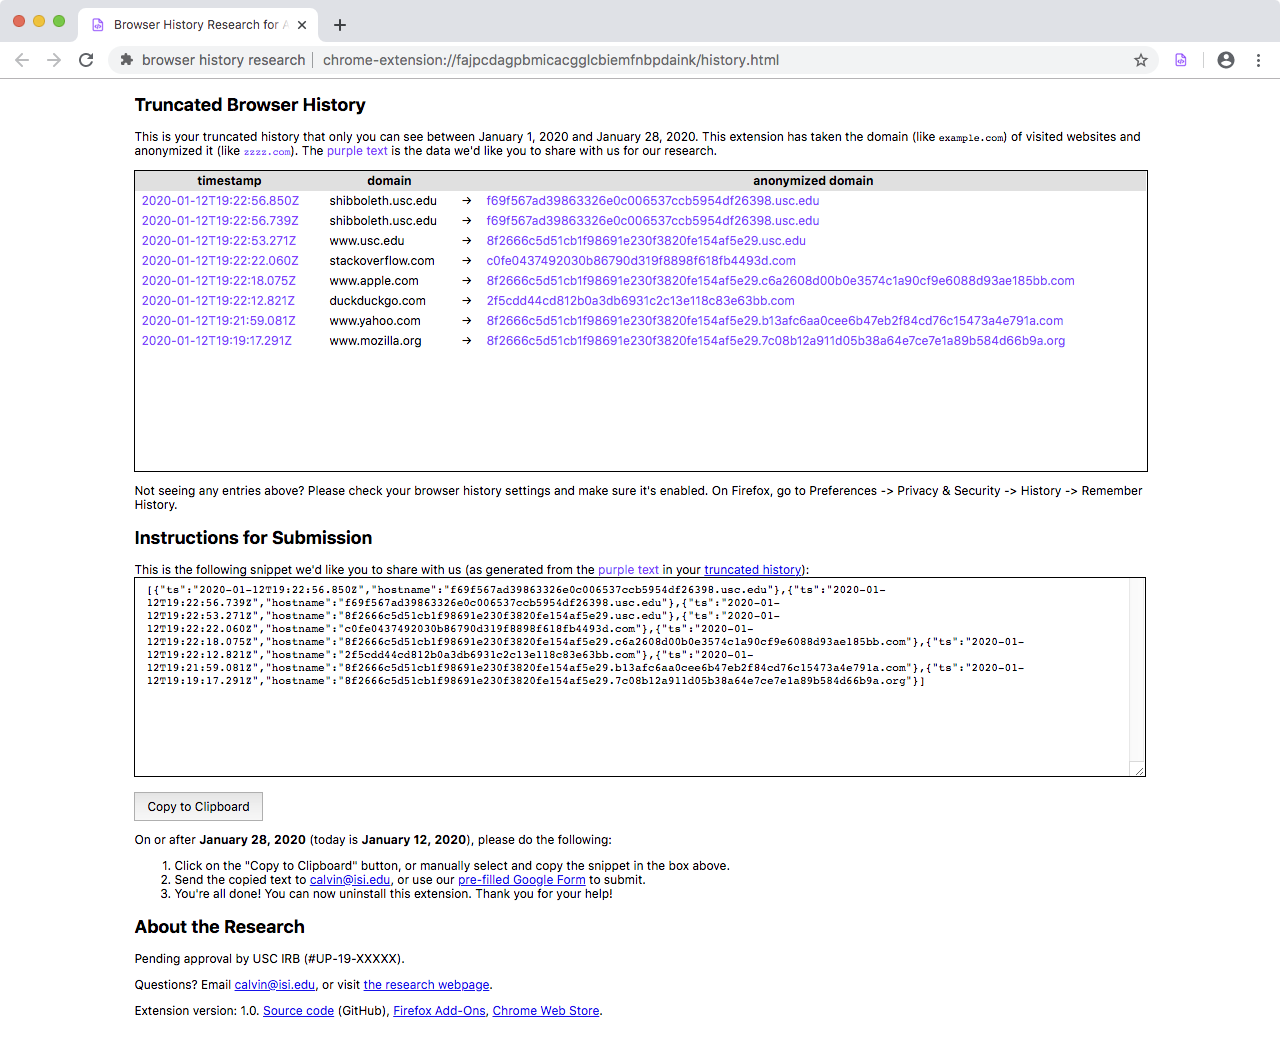 Browser History Research for A
browser history research | chrome-extension://fajpcdagpbmicacgglcbiemfnbpdaink/history.html
Truncated Browser History
This is your truncated history that only you can see between January 1, 2020 and January 28, 2020. This extension has taken the domain (like example.com) of visited websites and
anonymized it (like zzzz.com). The purple text is the data we'd like you to share with us for our research.
timestamp domain anonymized domain
2020-01-12T19:22:56.850Z shibboleth.usc.edu → f69f567ad39863326e0c006537ccb5954df26398.usc.edu
2020-01-12T19:22:56.739Z shibboleth.usc.edu → f69f567ad39863326e0c006537ccb5954df26398.usc.edu
2020-01-12T19:22:53.271Z www.usc.edu → 8f2666c5d51cb1f98691e230f3820fe154af5e29.usc.edu
2020-01-12T19:22:22.060Z stackoverflow.com → c0fe0437492030b86790d319f8898f618fb4493d.com
2020-01-12T19:22:18.075Z www.apple.com → 8f2666c5d51cb1f98691e230f3820fe154af5e29.c6a2608d00b0e3574c1a90cf9e6088d93ae185bb.com
2020-01-12T19:22:12.821Z duckduckgo.com → 2f5cdd44cd812b0a3db6931c2c13e118c83e63bb.com
2020-01-12T19:21:59.081Z www.yahoo.com → 8f2666c5d51cb1f98691e230f3820fe154af5e29.b13afc6aa0cee6b47eb2f84cd76c15473a4e791a.com
2020-01-12T19:19:17.291Z www.mozilla.org → 8f2666c5d51cb1f98691e230f3820fe154af5e29.7c08b12a911d05b38a64e7ce7e1a89b584d66b9a.org
Not seeing any entries above? Please check your browser history settings and make sure it's enabled. On Firefox, go to Preferences -> Privacy & Security -> History -> Remember
History.
Instructions for Submission
This is the following snippet we'd like you to share with us (as generated from the purple text in your truncated history):
[{"ts":"2020-01-12T19:22:56.850Z","hostname":"f69f567ad39863326e0c006537ccb5954df26398.usc.edu"},{"ts":"2020-01-
12T19:22:56.739Z","hostname":"f69f567ad39863326e0c006537ccb5954df26398.usc.edu"},{"ts":"2020-01-
12T19:22:53.271Z","hostname":"8f2666c5d51cb1f98691e230f3820fe154af5e29.usc.edu"},{"ts":"2020-01-
12T19:22:22.060Z","hostname":"c0fe0437492030b86790d319f8898f618fb4493d.com"},{"ts":"2020-01-
12T19:22:18.075Z","hostname":"8f2666c5d51cb1f98691e230f3820fe154af5e29.c6a2608d00b0e3574c1a90cf9e6088d93ae185bb.com"},{"ts":"2020-01-
12T19:22:12.821Z","hostname":"2f5cdd44cd812b0a3db6931c2c13e118c83e63bb.com"},{"ts":"2020-01-
12T19:21:59.081Z","hostname":"8f2666c5d51cb1f98691e230f3820fe154af5e29.b13afc6aa0cee6b47eb2f84cd76c15473a4e791a.com"},{"ts":"2020-01-
12T19:19:17.291Z","hostname":"8f2666c5d51cb1f98691e230f3820fe154af5e29.7c08b12a911d05b38a64e7ce7e1a89b584d66b9a.org"}]
Copy to Clipboard
On or after January 28, 2020 (today is January 12, 2020), please do the following:
1. Click on the "Copy to Clipboard" button, or manually select and copy the snippet in the box above.
2. Send the copied text to calvin@isi.edu, or use our pre-filled Google Form to submit.
3. You're all done! You can now uninstall this extension. Thank you for your help!
About the Research
Pending approval by USC IRB (#UP-19-XXXXX).
Questions? Email calvin@isi.edu, or visit the research webpage.
Extension version: 1.0. Source code (GitHub), Firefox Add-Ons, Chrome Web Store.